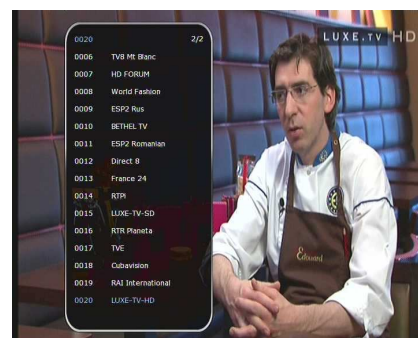 0020 2/2
0006 TV8 Mt Blanc
0007 HD FORUM
0008 World Fashion
0009 ESP2 Rus
0010 BETHEL TV
0011 ESP2 Romanian
0012 Direct 8
0013 France 24
0014 RTPi
0015 LUXE-TV-SD
0016 RTR Planeta
0017 TVE
0018 Cubavision
0019 RAI International
0020 LUXE-TV-HD
LUXE.TV HD
Edouard